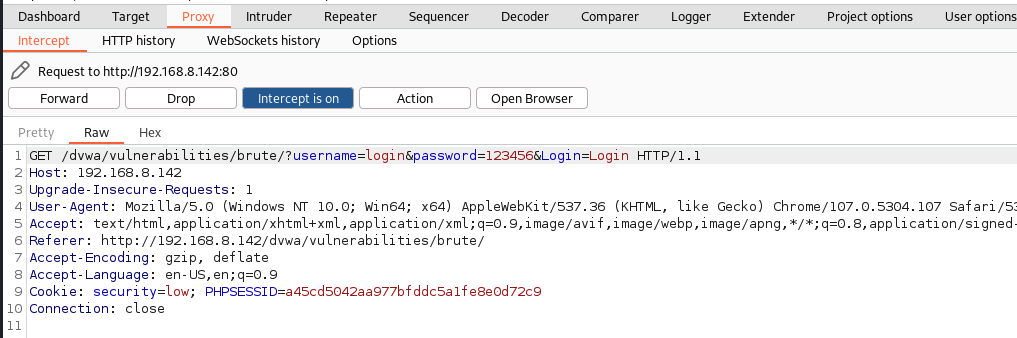 Dashboard Target Proxy Intruder Repeater Sequencer Decoder Comparer Logger Extender Project options User options
Intercept HTTP history WebSockets history Options
Request to http://192.168.8.142:80
Forward Drop Intercept is on Action Open Browser
Pretty Raw Hex
1 GET /dvwa/vulnerabilities/brute/?username=login&password=123456&Login=Login HTTP/1.1
2 Host: 192.168.8.142
3 Upgrade-Insecure-Requests: 1
4 User-Agent: Mozilla/5.0 (Windows NT 10.0; Win64; x64) AppleWebKit/537.36 (KHTML, like Gecko) Chrome/107.0.5304.107 Safari/53
5 Accept: text/html,application/xhtml+xml,application/xml;q=0.9,image/avif,image/webp,image/apng,*/*;q=0.8,application/signed-
6 Referer: http://192.168.8.142/dvwa/vulnerabilities/brute/
7 Accept-Encoding: gzip, deflate
8 Accept-Language: en-US,en;q=0.9
9 Cookie: security=low; PHPSESSID=a45cd5042aa977bfddc5a1fe8e0d72c9
10 Connection: close
11